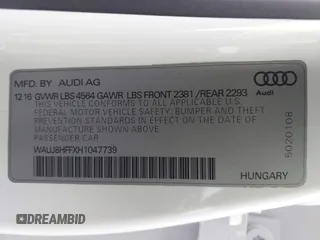 MFD. BY AUDI AG
12 16 GVWR LBS 4564 GAWR LBS FRONT 2381 /REAR 2293
Audi
THIS VEHICLE CONFORMS TO ALL APPLICABLE U.S.
FEDERAL MOTOR VEHICLE SAFETY, BUMPER AND THEFT
PREVENTION STANDARDS IN EFFECT ON THE DATE OF
MANUFACTURE SHOWN ABOVE
PASSENGER CAR
WAUJ8HFFXH1047739
5020108
HUNGARY
BIDCARS